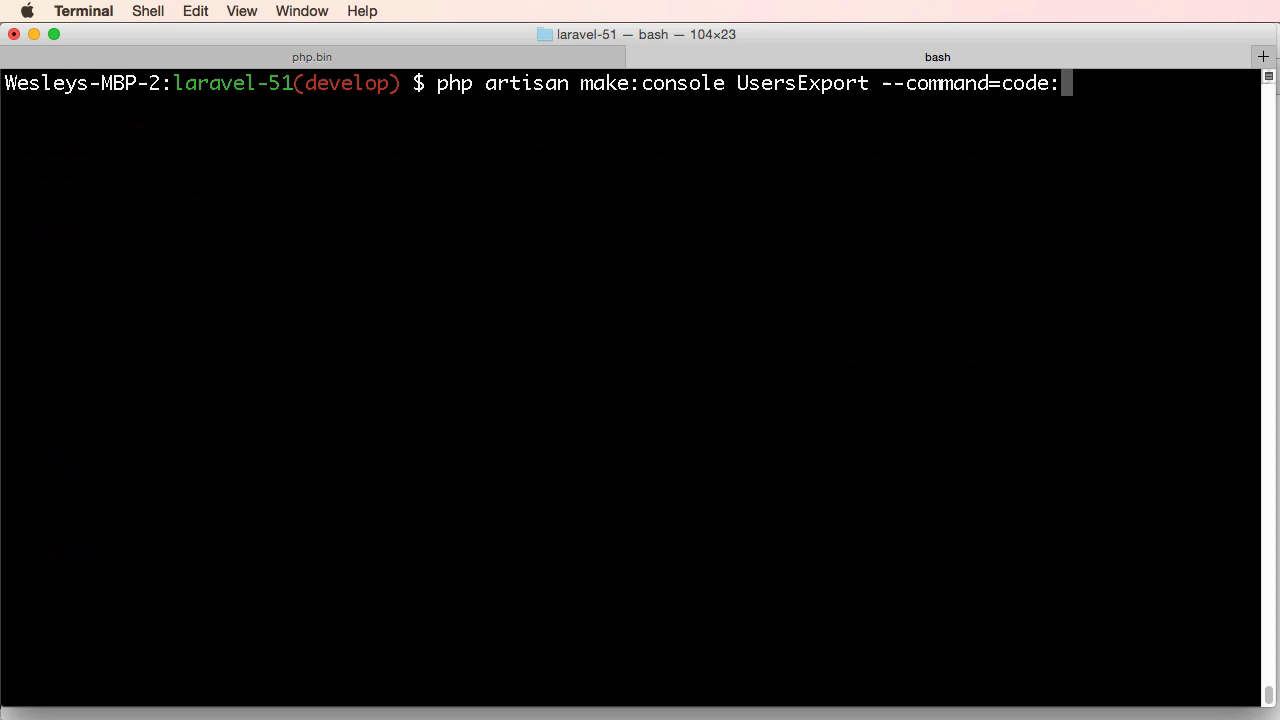 Terminal Shell Edit View Window Help
laravel-51 — bash — 104×23
php.bin bash
Wesleys-MBP-2:laravel-51(develop) $ php artisan make:console UsersExport --command=code: